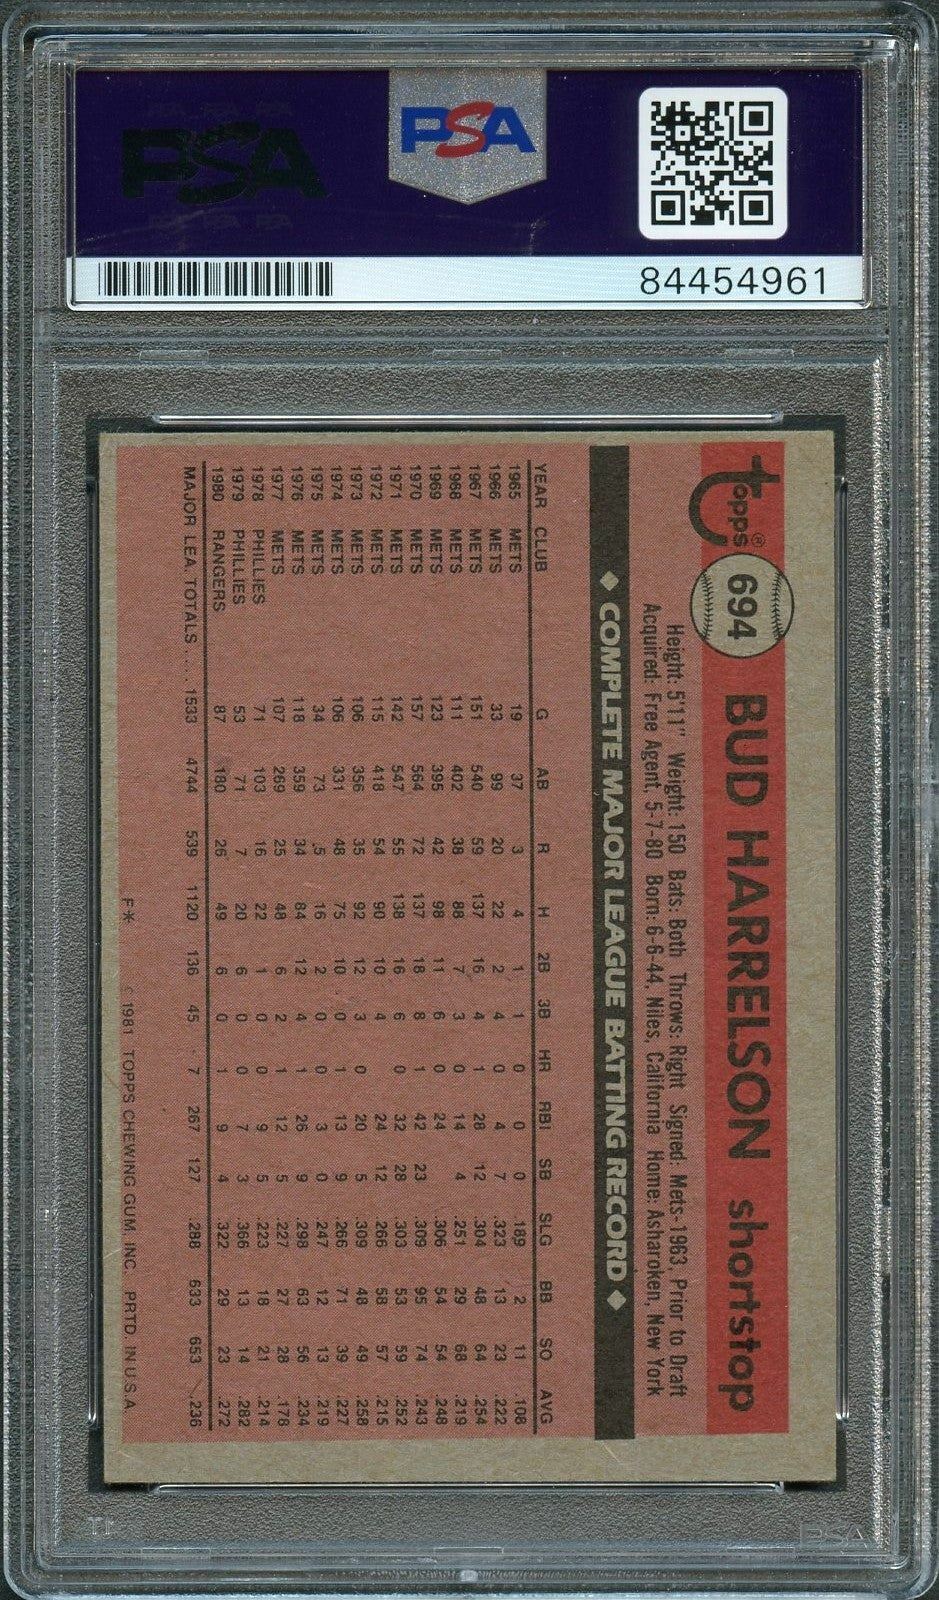 PSA
PSA
84454961
topps® 694 BUD HARRELSON shortstop
Height: 5'11" Weight: 150 Bats: Both Throws: Right Signed: Mets-1963, Prior to Draft
Acquired: Free Agent, 5-7-80 Born: 6-6-44, Niles, California Home: Asharoken, New York
◆ COMPLETE MAJOR LEAGUE BATTING RECORD ◆
YEAR CLUB G AB R H 2B 3B HR RBI SB SLG BB SO AVG
1965 METS 19 37 3 4 1 1 0 0 0 .189 2 11 .108
1966 METS 33 99 20 22 2 4 0 4 7 .323 13 23 .222
1967 METS 151 540 59 137 16 4 1 28 12 .304 48 64 .254
1968 METS 111 402 38 88 7 3 0 14 4 .251 29 68 .219
1969 METS 123 395 42 98 11 6 0 24 1 .306 54 54 .248
1970 METS 157 564 72 137 18 8 1 42 23 .309 95 74 .243
1971 METS 142 547 55 138 16 6 0 32 28 .303 53 59 .252
1972 METS 115 418 54 90 10 4 1 24 12 .266 58 57 .215
1973 METS 106 356 35 92 12 3 0 20 5 .309 48 49 .258
1974 METS 106 331 48 75 10 0 1 13 9 .266 71 39 .227
1975 METS 34 73 5 16 2 0 0 3 0 .247 12 13 .219
1976 METS 118 359 34 84 12 4 1 26 9 .298 63 56 .234
1977 METS 107 269 25 48 6 2 1 12 5 .227 27 28 .178
1978 PHILLIES 71 103 16 22 1 0 0 9 5 .223 18 21 .214
1979 PHILLIES 53 71 7 20 6 0 0 7 3 .366 13 14 .282
1980 RANGERS 87 180 26 49 6 0 1 9 4 .322 29 23 .272
MAJOR LEA. TOTALS .... 1533 4744 539 1120 136 45 7 267 127 .288 633 653 .236
F* © 1981 TOPPS CHEWING GUM, INC. PRTD. IN U.S.A.
PSA